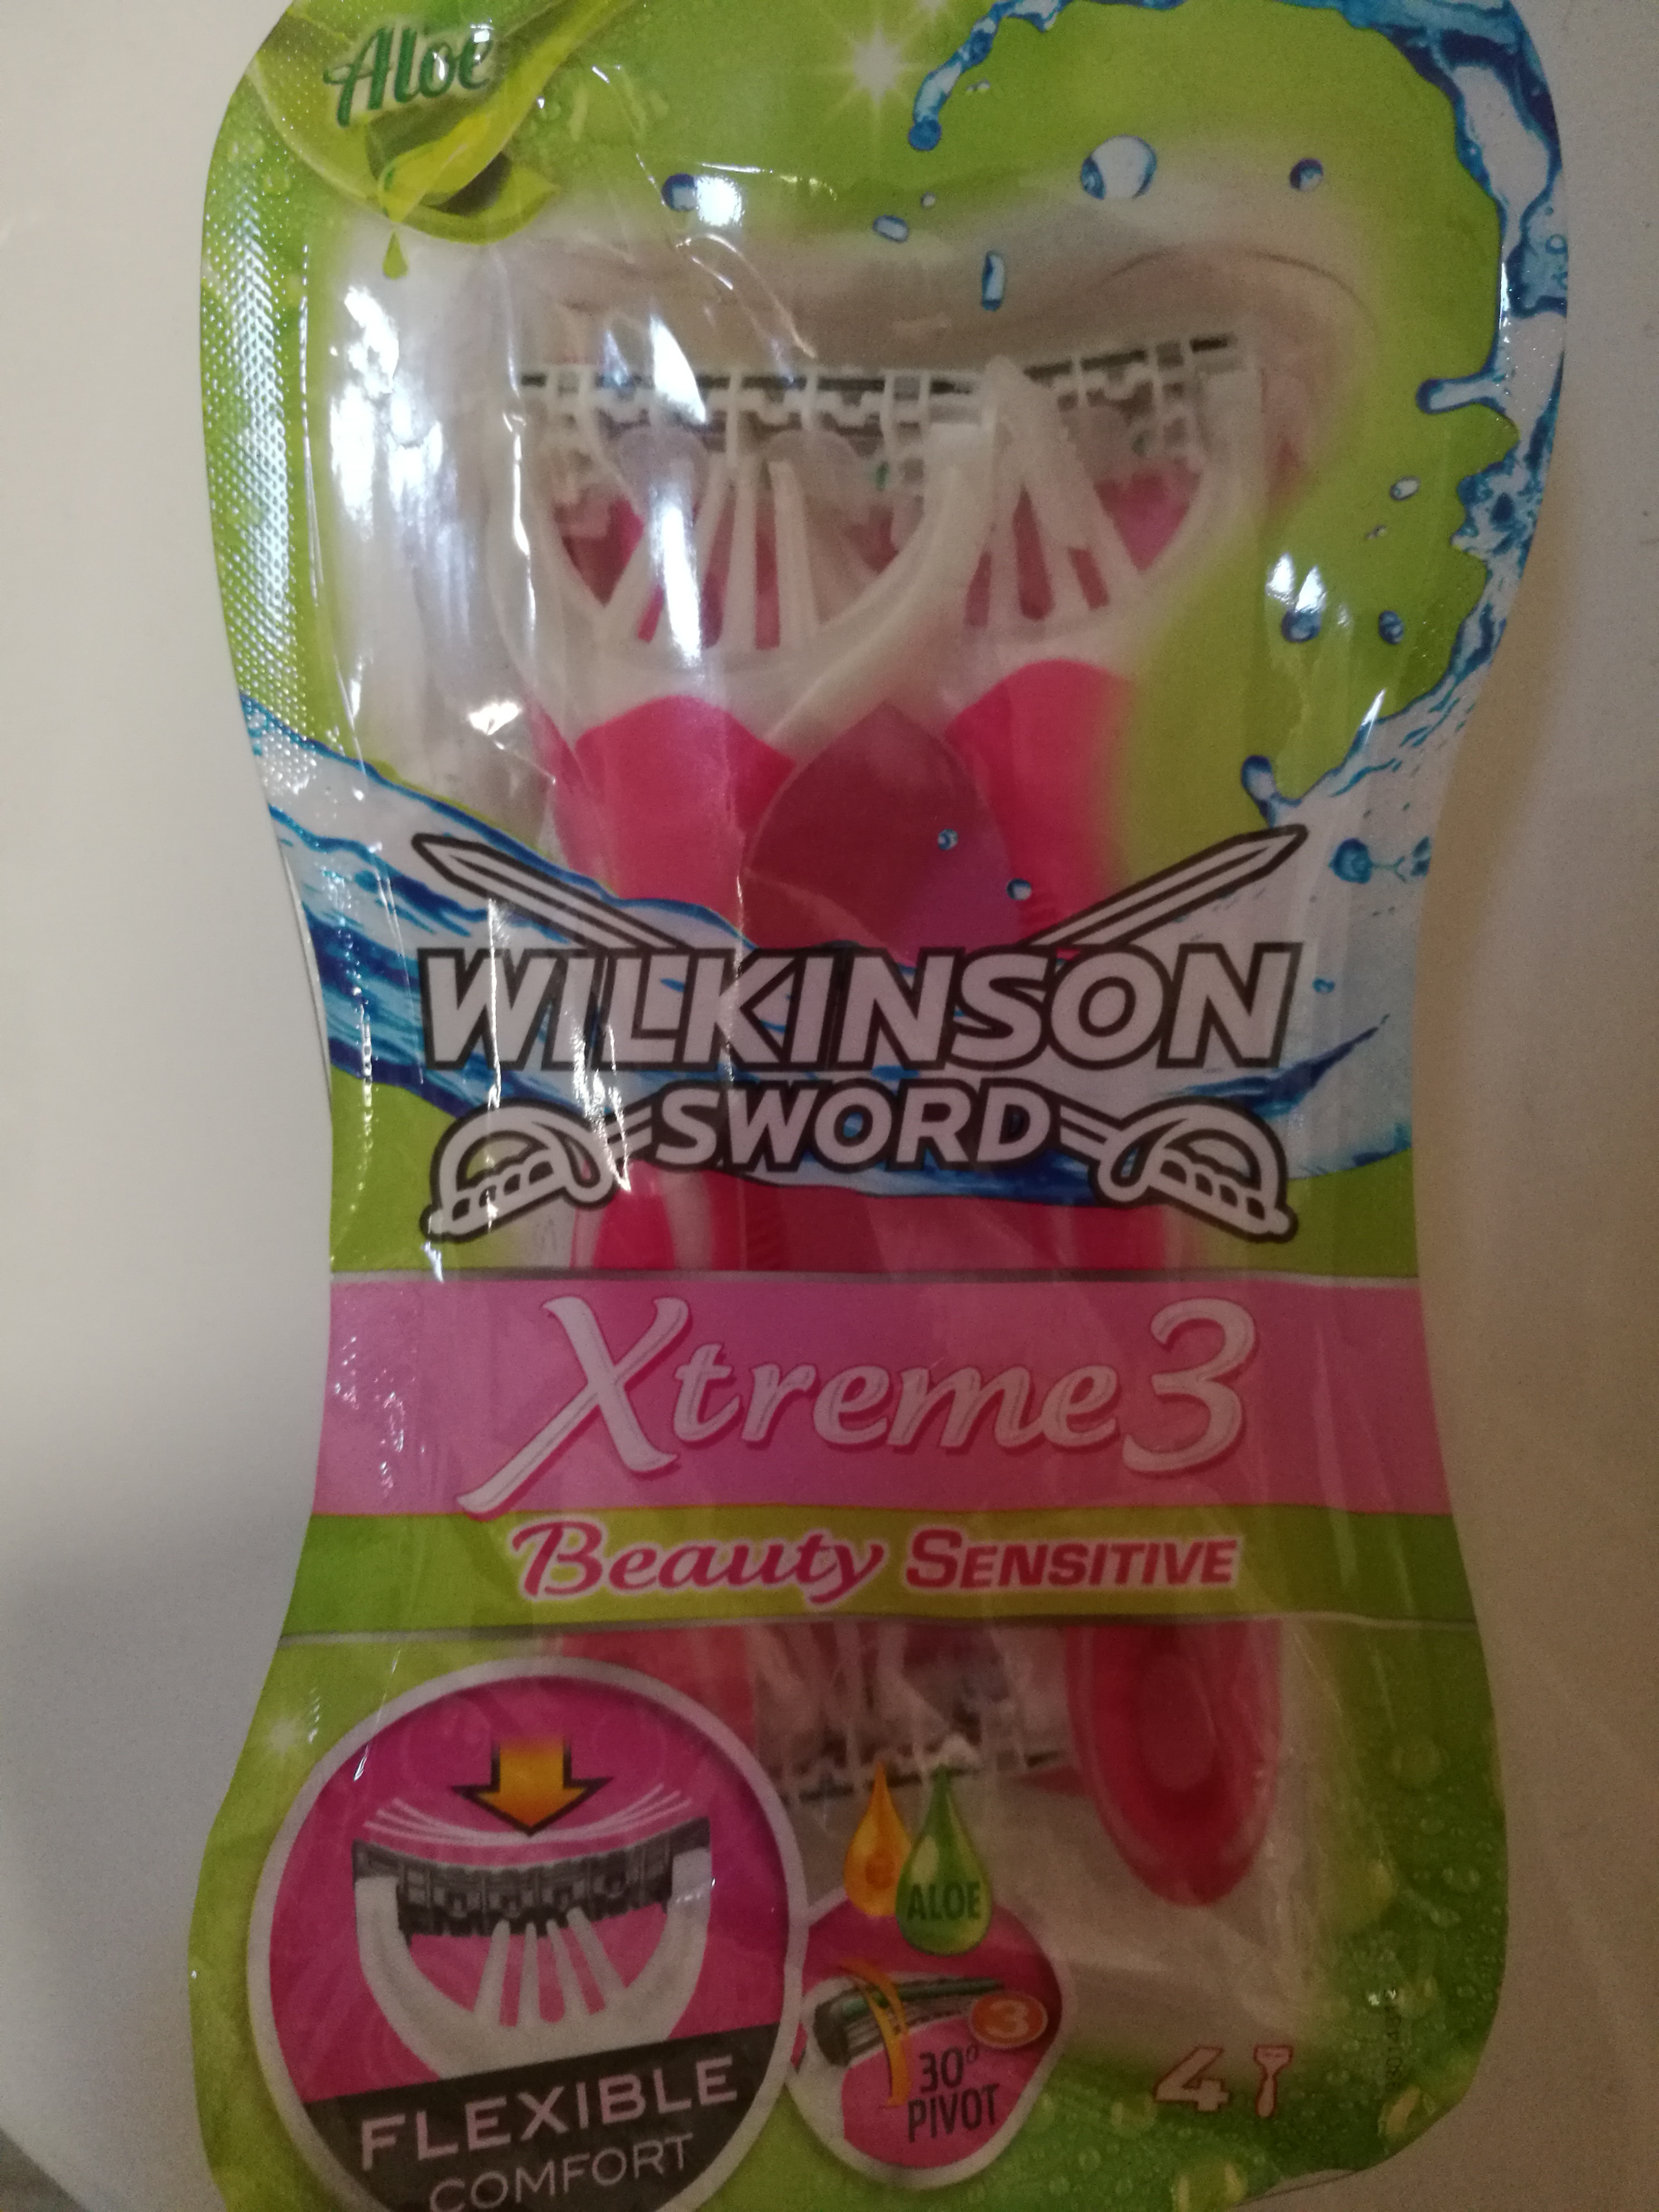 Aloe
WILKINSON
SWORD
Xtreme3
Beauty SENSITIVE
ALOE
3
30°
PIVOT
4
FLEXIBLE
COMFORT